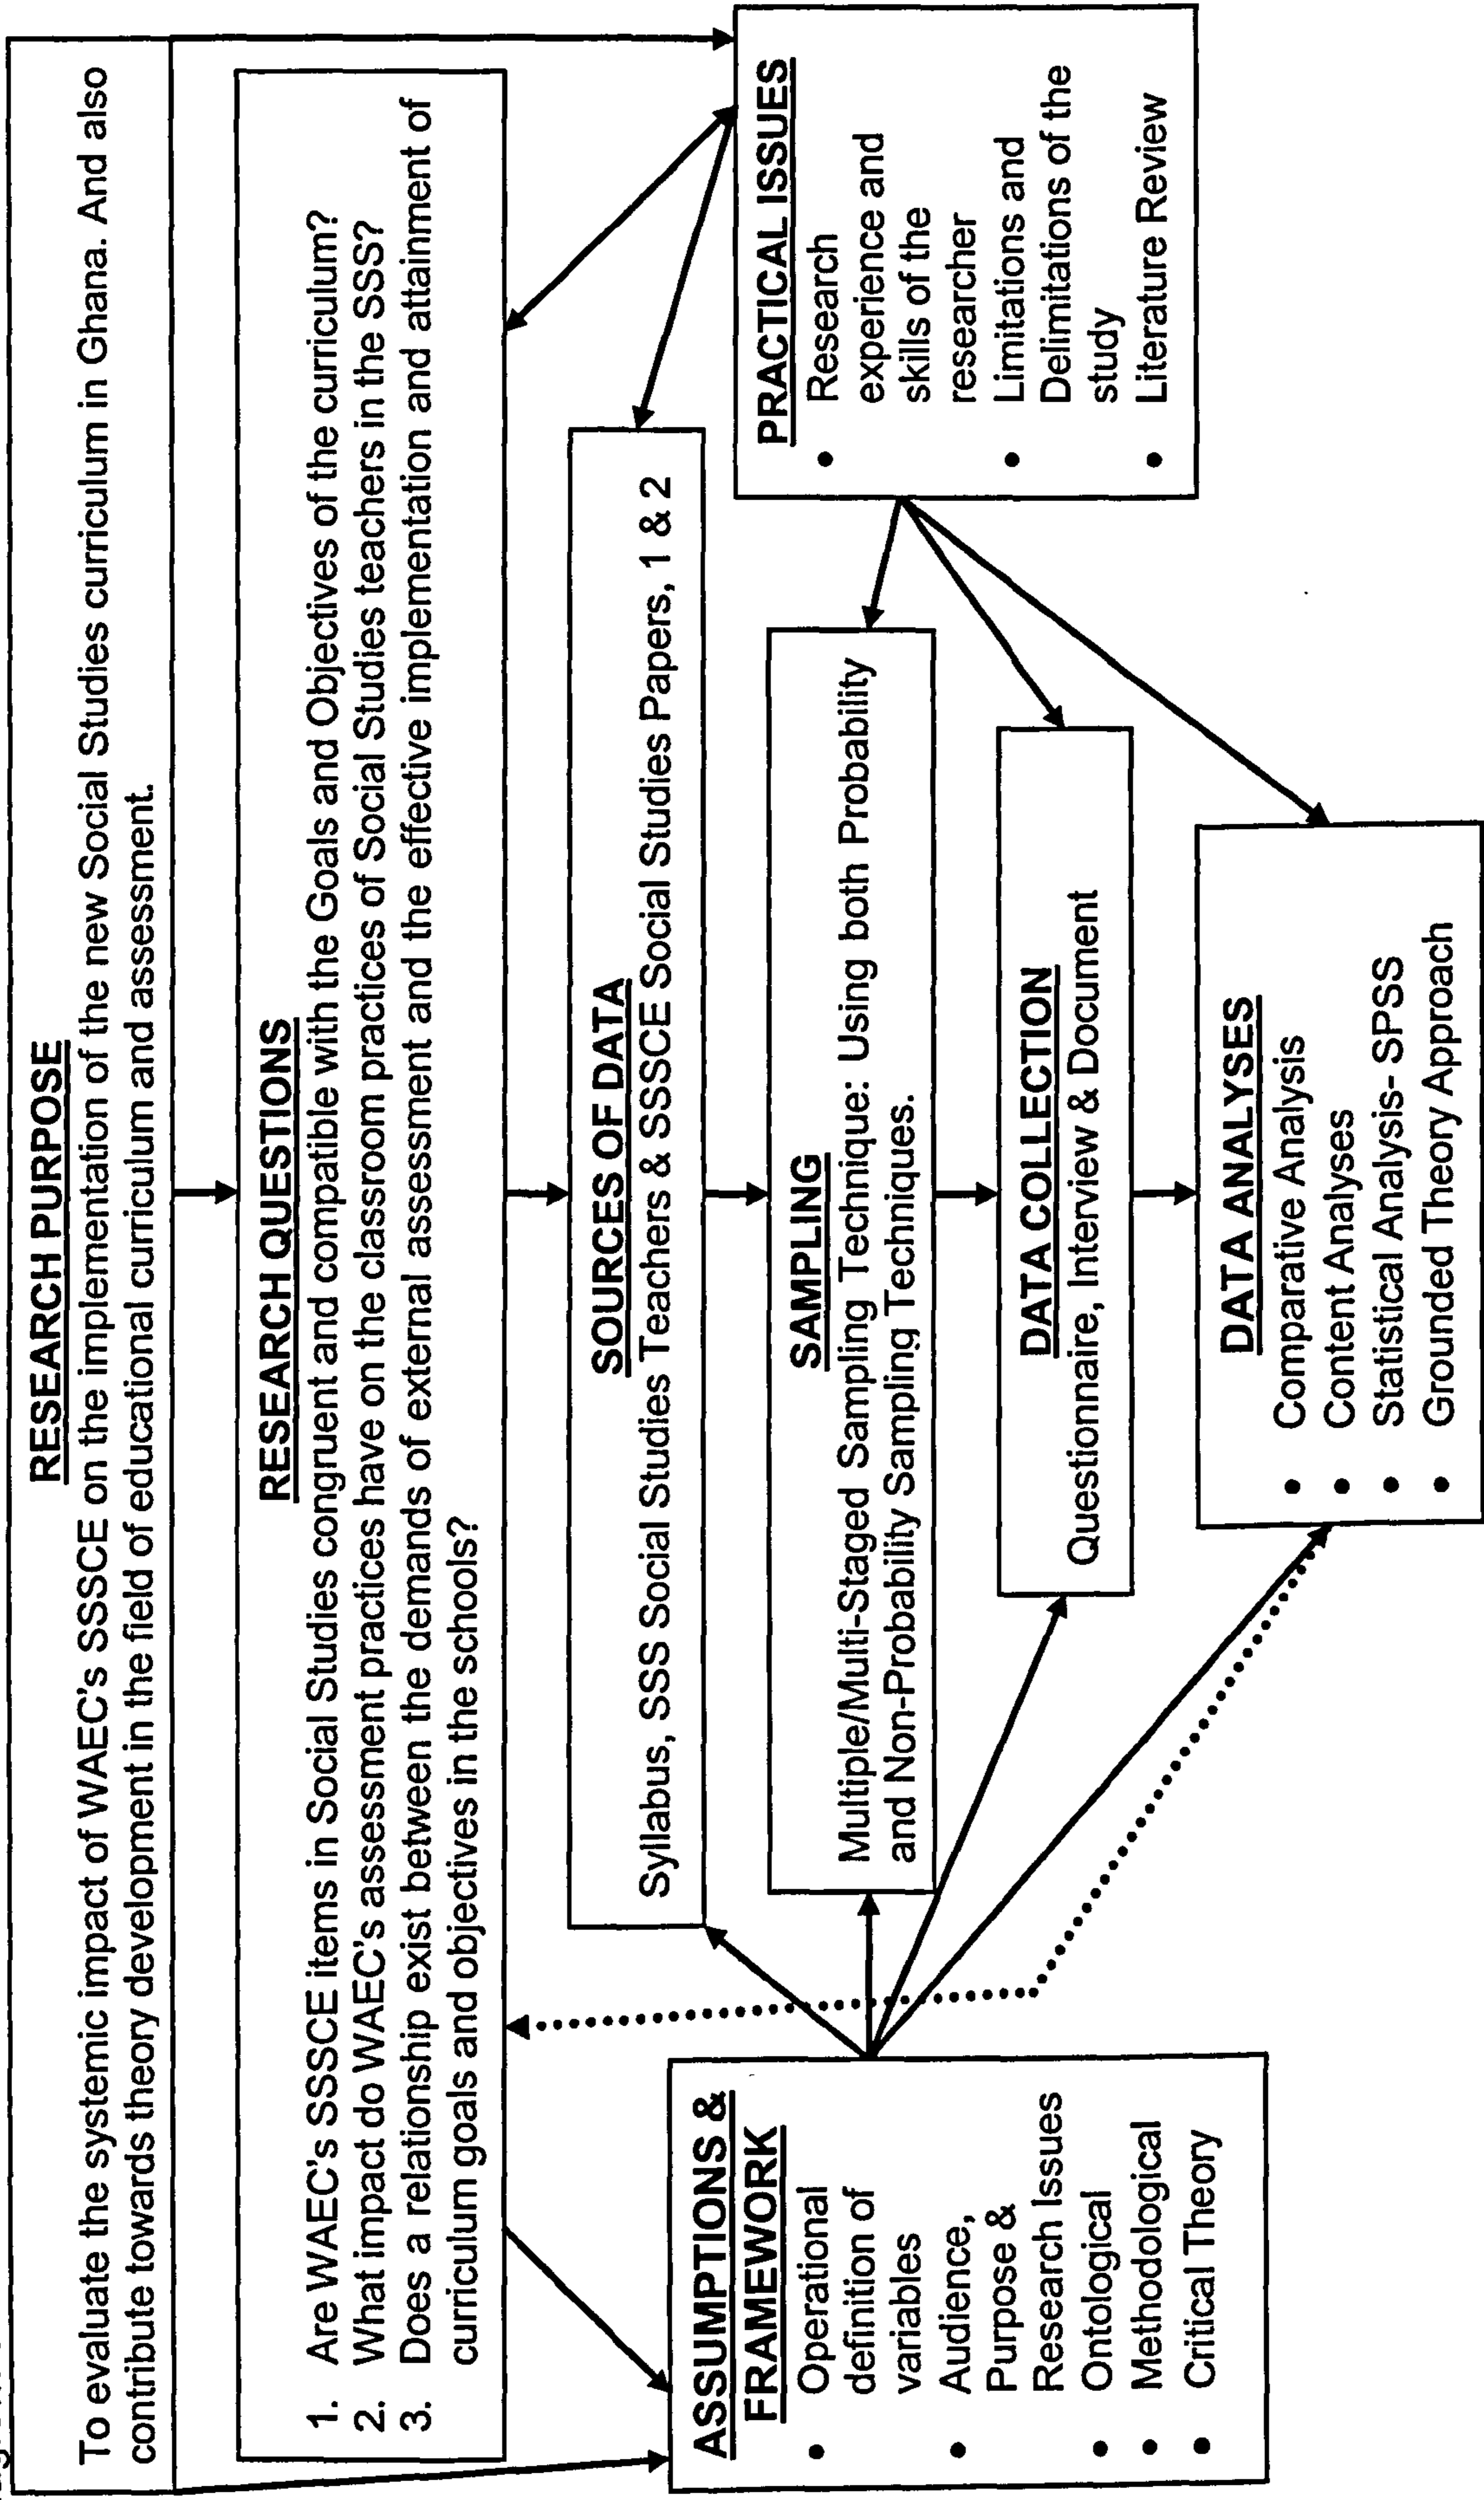 RESEARCH PURPOSE
To evaluate the systemic impact of WAEC's SSSCE on the implementation of the new Social Studies curriculum in Ghana. And also
contribute towards theory development in the field of educational curriculum and assessment.
RESEARCH QUESTIONS
1. Are WAEC's SSSCE items in Social Studies congruent and compatible with the Goals and Objectives of the curriculum?
2. What impact do WAEC's assessment practices have on the classroom practices of Social Studies teachers in the SSS?
3. Does a relationship exist between the demands of external assessment and the effective implementation and attainment of
curriculum goals and objectives in the schools?
SOURCES OF DATA
Syllabus, SSS Social Studies Teachers & SSSCE Social Studies Papers, 1 & 2
ASSUMPTIONS &
FRAMEWORK
• Operational
definition of
variables
• Audience,
Purpose &
Research Issues
• Ontological
• Methodological
• Critical Theory
SAMPLING
Multiple/Multi-Staged Sampling Technique: Using both Probability
and Non-Probability Sampling Techniques.
DATA COLLECTION
Questionnaire, Interview & Document
DATA ANALYSES
• Comparative Analysis
• Content Analyses
• Statistical Analysis- SPSS
• Grounded Theory Approach
PRACTICAL ISSUES
• Research
experience and
skills of the
researcher
• Limitations and
Delimitations of the
study
• Literature Review